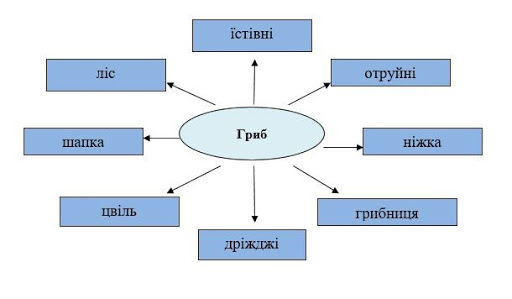 їстівні
ліс
отруйні
шапка
Гриб
ніжка
цвіль
грибниця
дріжджі